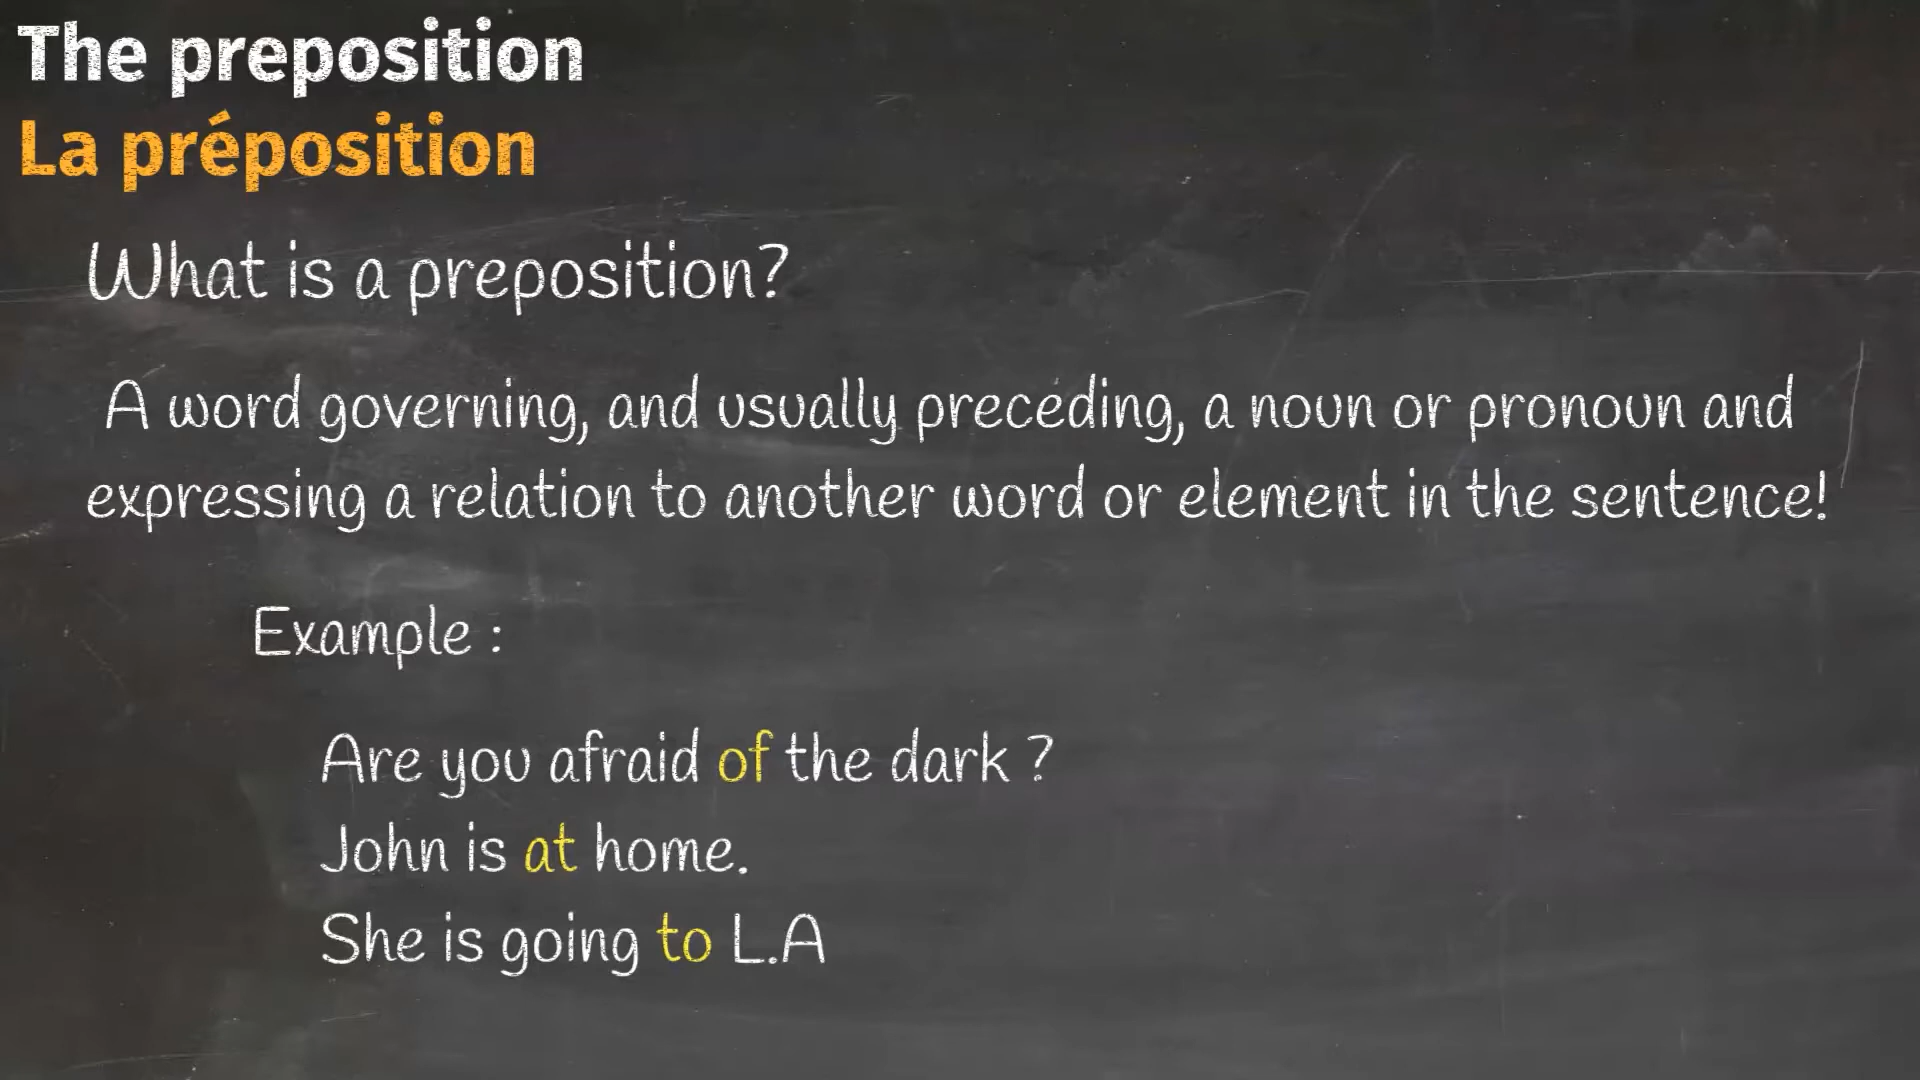 The preposition
La préposition
What is a preposition?
A word governing, and usually preceding, a noun or pronoun and
expressing a relation to another word or element in the sentence!
Example :
Are you afraid of the dark ?
John is at home.
She is going to L.A